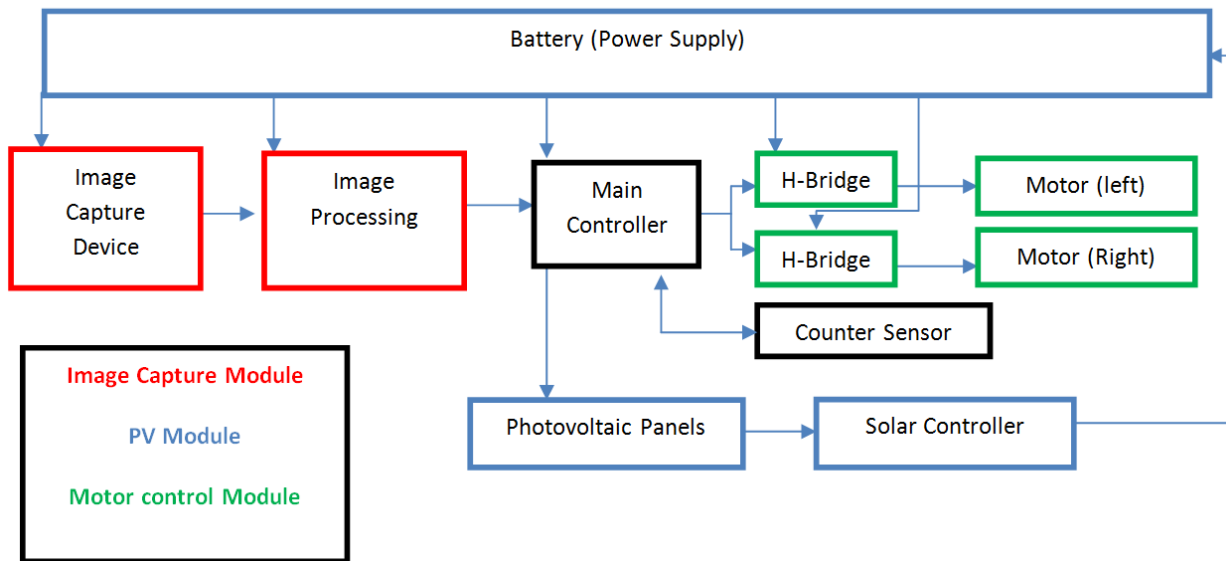 Battery (Power Supply)
Image
Capture
Device
Image
Processing
Main
Controller
H-Bridge
Motor (left)
H-Bridge
Motor (Right)
Counter Sensor
Image Capture Module
PV Module
Motor control Module
Photovoltaic Panels
Solar Controller